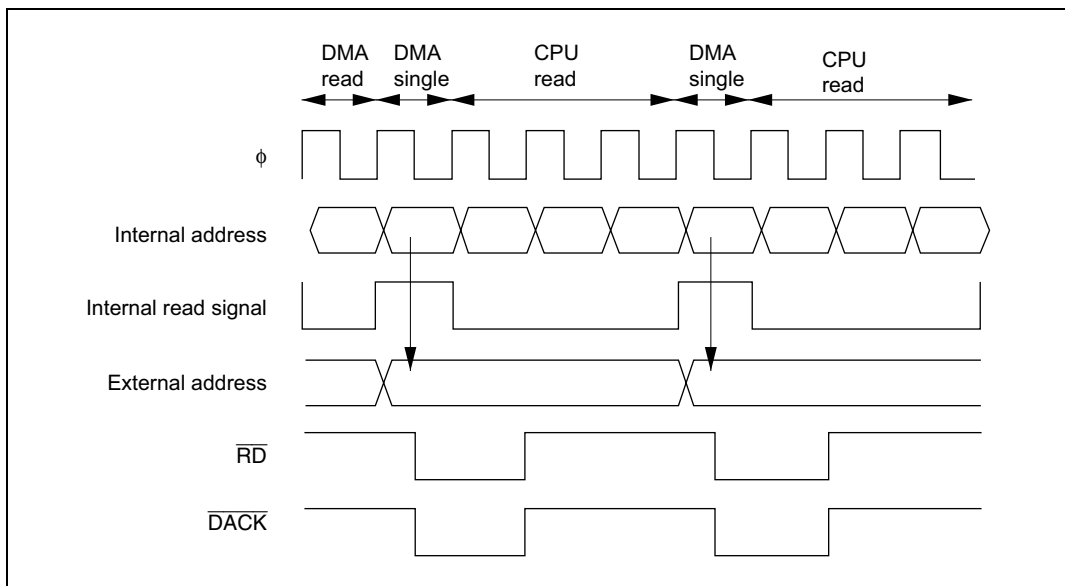 DMA
read
DMA
single
CPU
read
DMA
single
CPU
read
ϕ
Internal address
Internal read signal
External address
RD
DACK